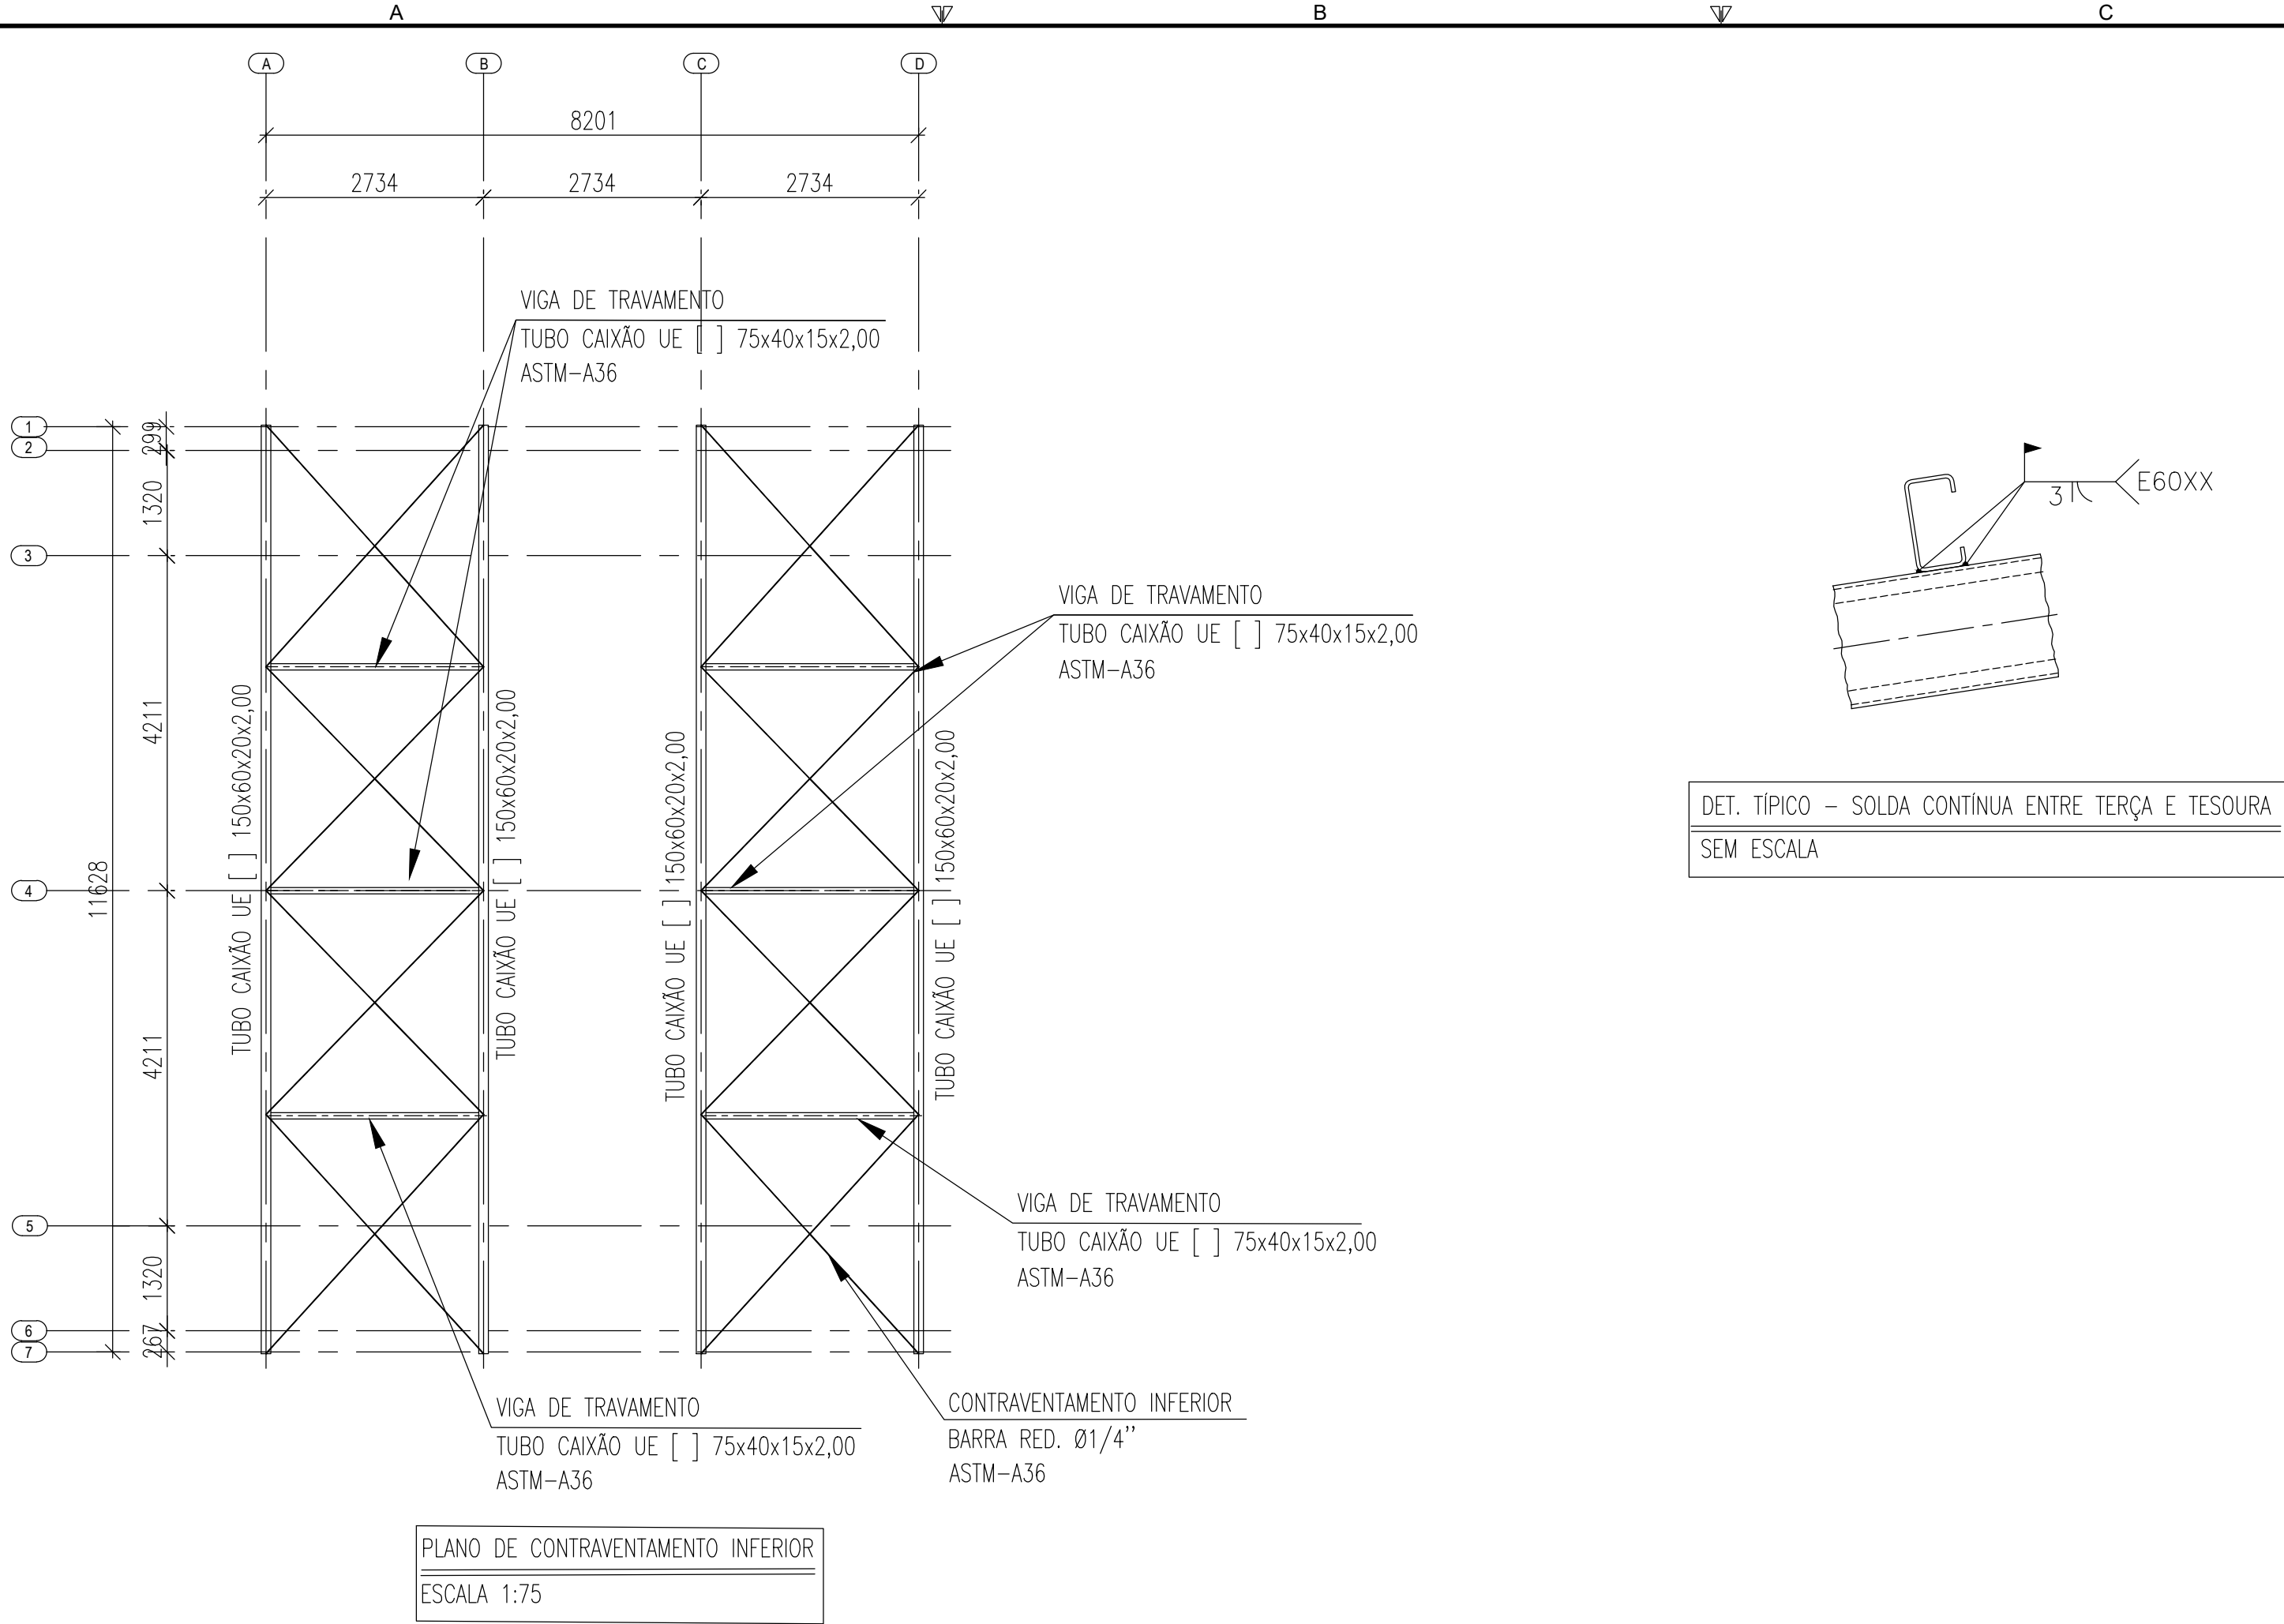 A
B
C
A
B
C
D
8201
2734
2734
2734
VIGA DE TRAVAMENTO
TUBO CAIXÃO UE [ ] 75x40x15x2,00
ASTM-A36
1
2
3
4
5
6
7
299
1320
4211
4211
1320
267
11628
TUBO CAIXÃO UE [ ] 150x60x20x2,00
TUBO CAIXÃO UE [ ] 150x60x20x2,00
TUBO CAIXÃO UE [ ] 150x60x20x2,00
TUBO CAIXÃO UE [ ] 150x60x20x2,00
VIGA DE TRAVAMENTO
TUBO CAIXÃO UE [ ] 75x40x15x2,00
ASTM-A36
3
E60XX
DET. TÍPICO - SOLDA CONTÍNUA ENTRE TERÇA E TESOURA
SEM ESCALA
VIGA DE TRAVAMENTO
TUBO CAIXÃO UE [ ] 75x40x15x2,00
ASTM-A36
VIGA DE TRAVAMENTO
TUBO CAIXÃO UE [ ] 75x40x15x2,00
ASTM-A36
CONTRAVENTAMENTO INFERIOR
BARRA RED. Ø1/4''
ASTM-A36
PLANO DE CONTRAVENTAMENTO INFERIOR
ESCALA 1:75